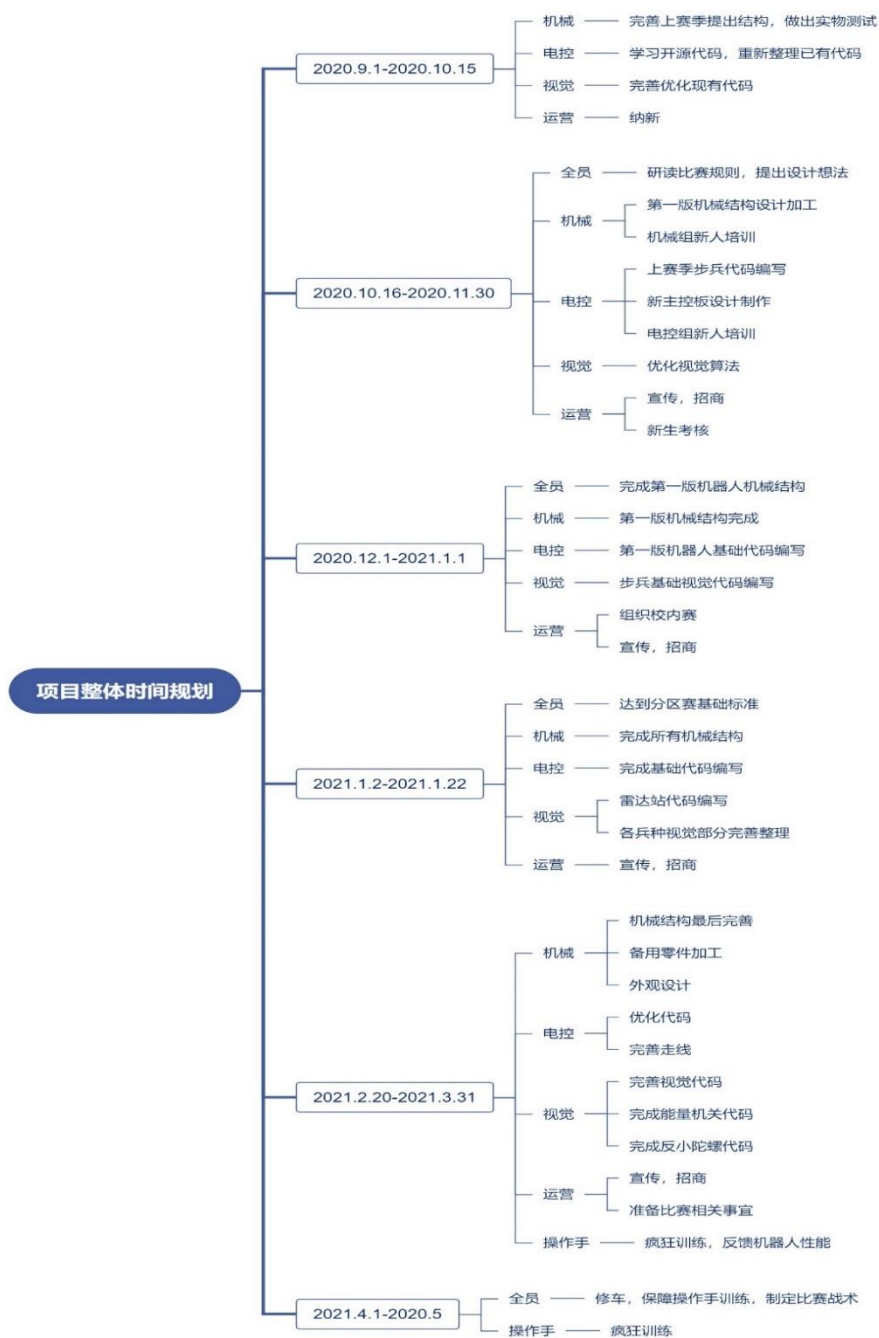 项目整体时间规划
2020.9.1-2020.10.15
机械
完善上赛季提出结构，做出实物测试
电控
学习开源代码，重新整理已有代码
视觉
完善优化现有代码
运营
纳新
2020.10.16-2020.11.30
全员
研读比赛规则，提出设计想法
机械
第一版机械结构设计加工
机械组新人培训
电控
上赛季步兵代码编写
新主控板设计制作
电控组新人培训
视觉
优化视觉算法
运营
宣传，招商
新生考核
2020.12.1-2021.1.1
全员
完成第一版机器人机械结构
机械
第一版机械结构完成
电控
第一版机器人基础代码编写
视觉
步兵基础视觉代码编写
运营
组织校内赛
宣传，招商
2021.1.2-2021.1.22
全员
达到分区赛基础标准
机械
完成所有机械结构
电控
完成基础代码编写
视觉
雷达站代码编写
各兵种视觉部分完善整理
运营
宣传，招商
2021.2.20-2021.3.31
机械
机械结构最后完善
备用零件加工
外观设计
电控
优化代码
完善走线
视觉
完善视觉代码
完成能量机关代码
完成反小陀螺代码
运营
宣传，招商
准备比赛相关事宜
操作手
疯狂训练，反馈机器人性能
2021.4.1-2020.5
全员
修车，保障操作手训练，制定比赛战术
操作手
疯狂训练